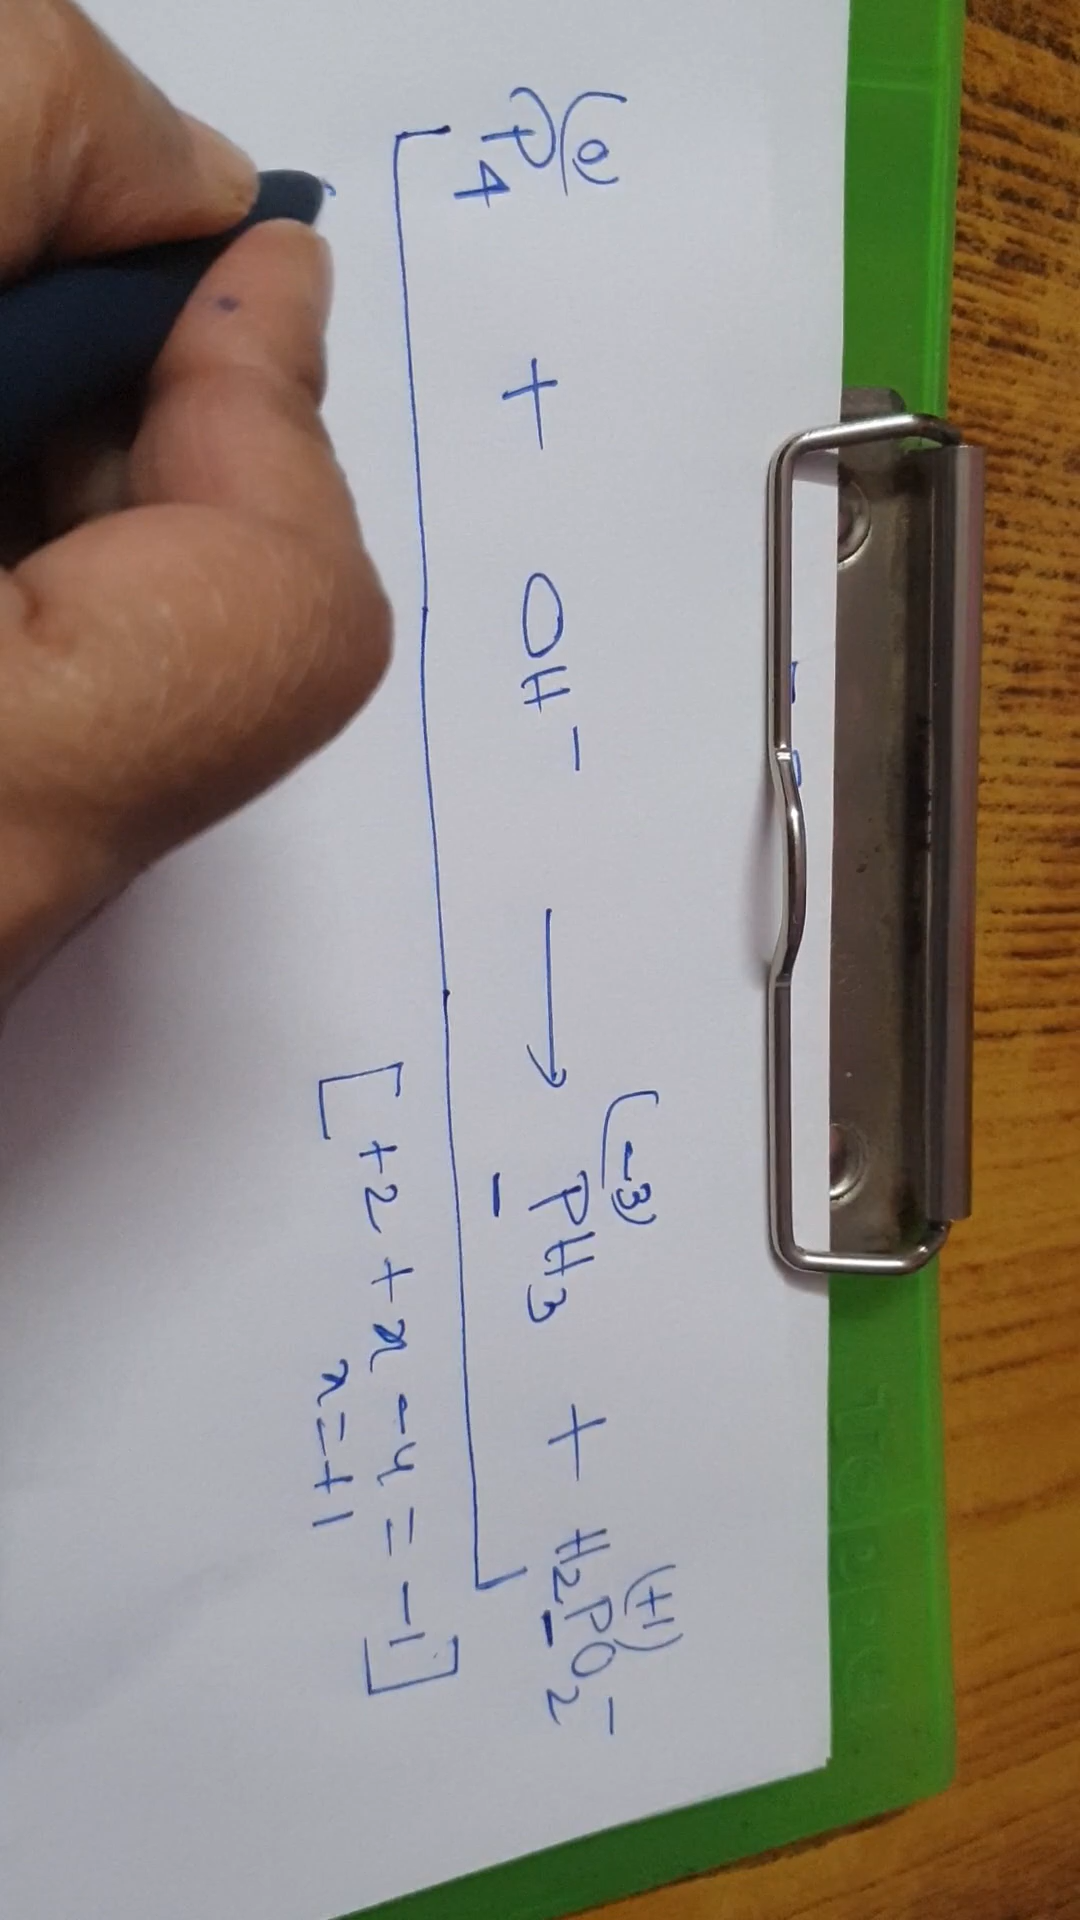 (0) (-3) (+1)
P4 + OH⁻ → PH3 + H2PO2⁻
[+2 + x - 4 = -1]
x = +1